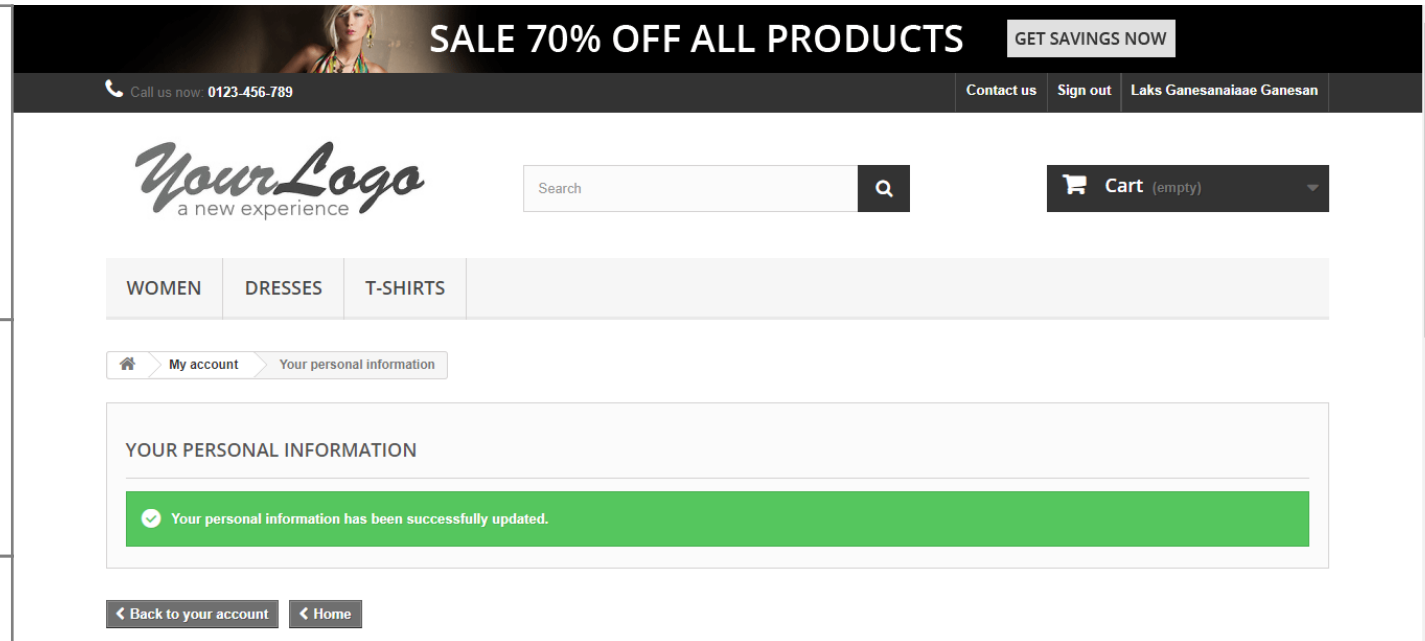 SALE 70% OFF ALL PRODUCTS GET SAVINGS NOW
Call us now: 0123-456-789 Contact us Sign out Laks Ganesanaiaae Ganesan
Your Logo
a new experience
Search
Cart (empty)
WOMEN DRESSES T-SHIRTS
My account Your personal information
YOUR PERSONAL INFORMATION
Your personal information has been successfully updated.
Back to your account Home